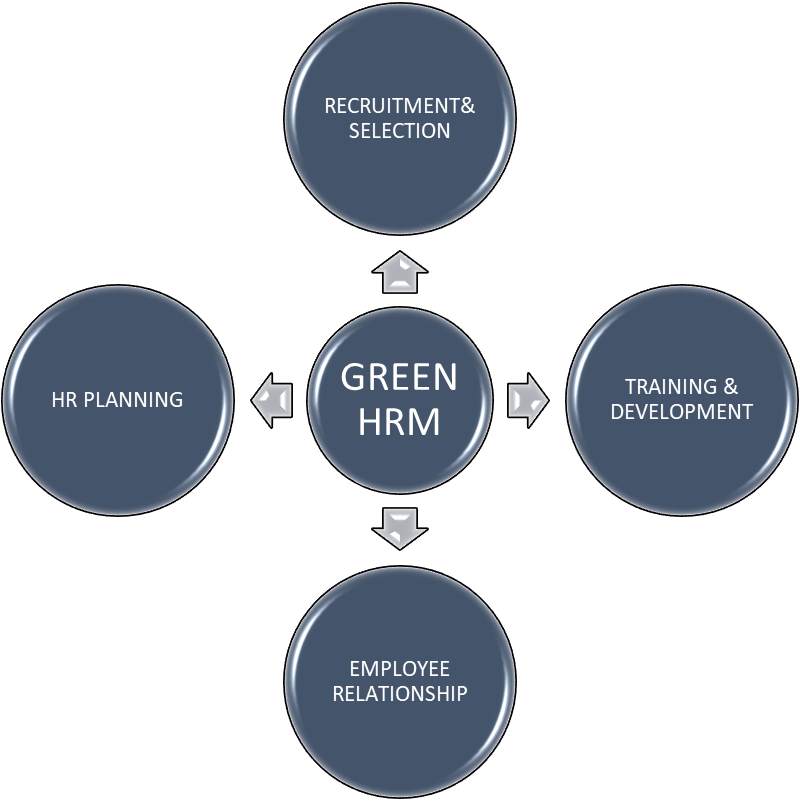 RECRUITMENT&
SELECTION
HR PLANNING
GREEN
HRM
TRAINING &
DEVELOPMENT
EMPLOYEE
RELATIONSHIP